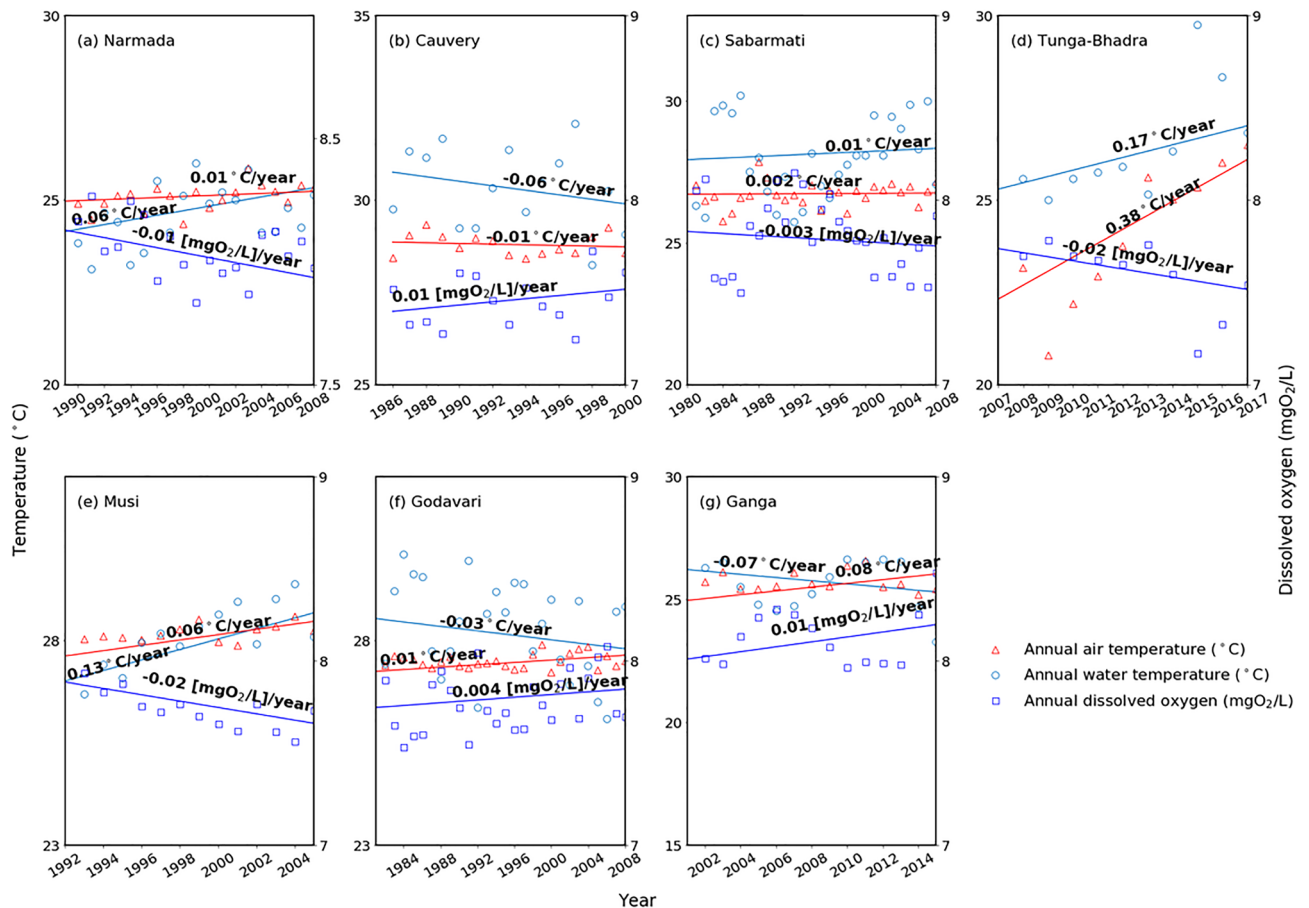 (a) Narmada
30
25
20
8.5
7.5
0.01°C/year
0.06°C/year
-0.01 [mgO₂/L]/year
1990 1992 1994 1996 1998 2000 2002 2004 2006 2008
(b) Cauvery
35
30
25
9
8
7
-0.06°C/year
-0.01°C/year
0.01 [mgO₂/L]/year
1986 1988 1990 1992 1994 1996 1998 2000
(c) Sabarmati
30
25
20
9
8
7
0.01°C/year
0.002°C/year
-0.003 [mgO₂/L]/year
1980 1984 1988 1992 1996 2000 2004 2008
(d) Tunga-Bhadra
30
25
20
9
8
7
0.17°C/year
0.38°C/year
-0.02 [mgO₂/L]/year
2007 2008 2009 2010 2011 2012 2013 2014 2015 2016 2017
Temperature (°C)
Dissolved oxygen (mgO₂/L)
(e) Musi
28
23
9
8
7
0.06°C/year
0.13°C/year
-0.02 [mgO₂/L]/year
1992 1994 1996 1998 2000 2002 2004
(f) Godavari
28
23
9
8
7
-0.03°C/year
0.01°C/year
0.004 [mgO₂/L]/year
1984 1988 1992 1996 2000 2004 2008
(g) Ganga
30
25
20
15
9
8
7
-0.07°C/year
0.08°C/year
0.01 [mgO₂/L]/year
2002 2004 2006 2008 2010 2012 2014
Annual air temperature (°C)
Annual water temperature (°C)
Annual dissolved oxygen (mgO₂/L)
Year